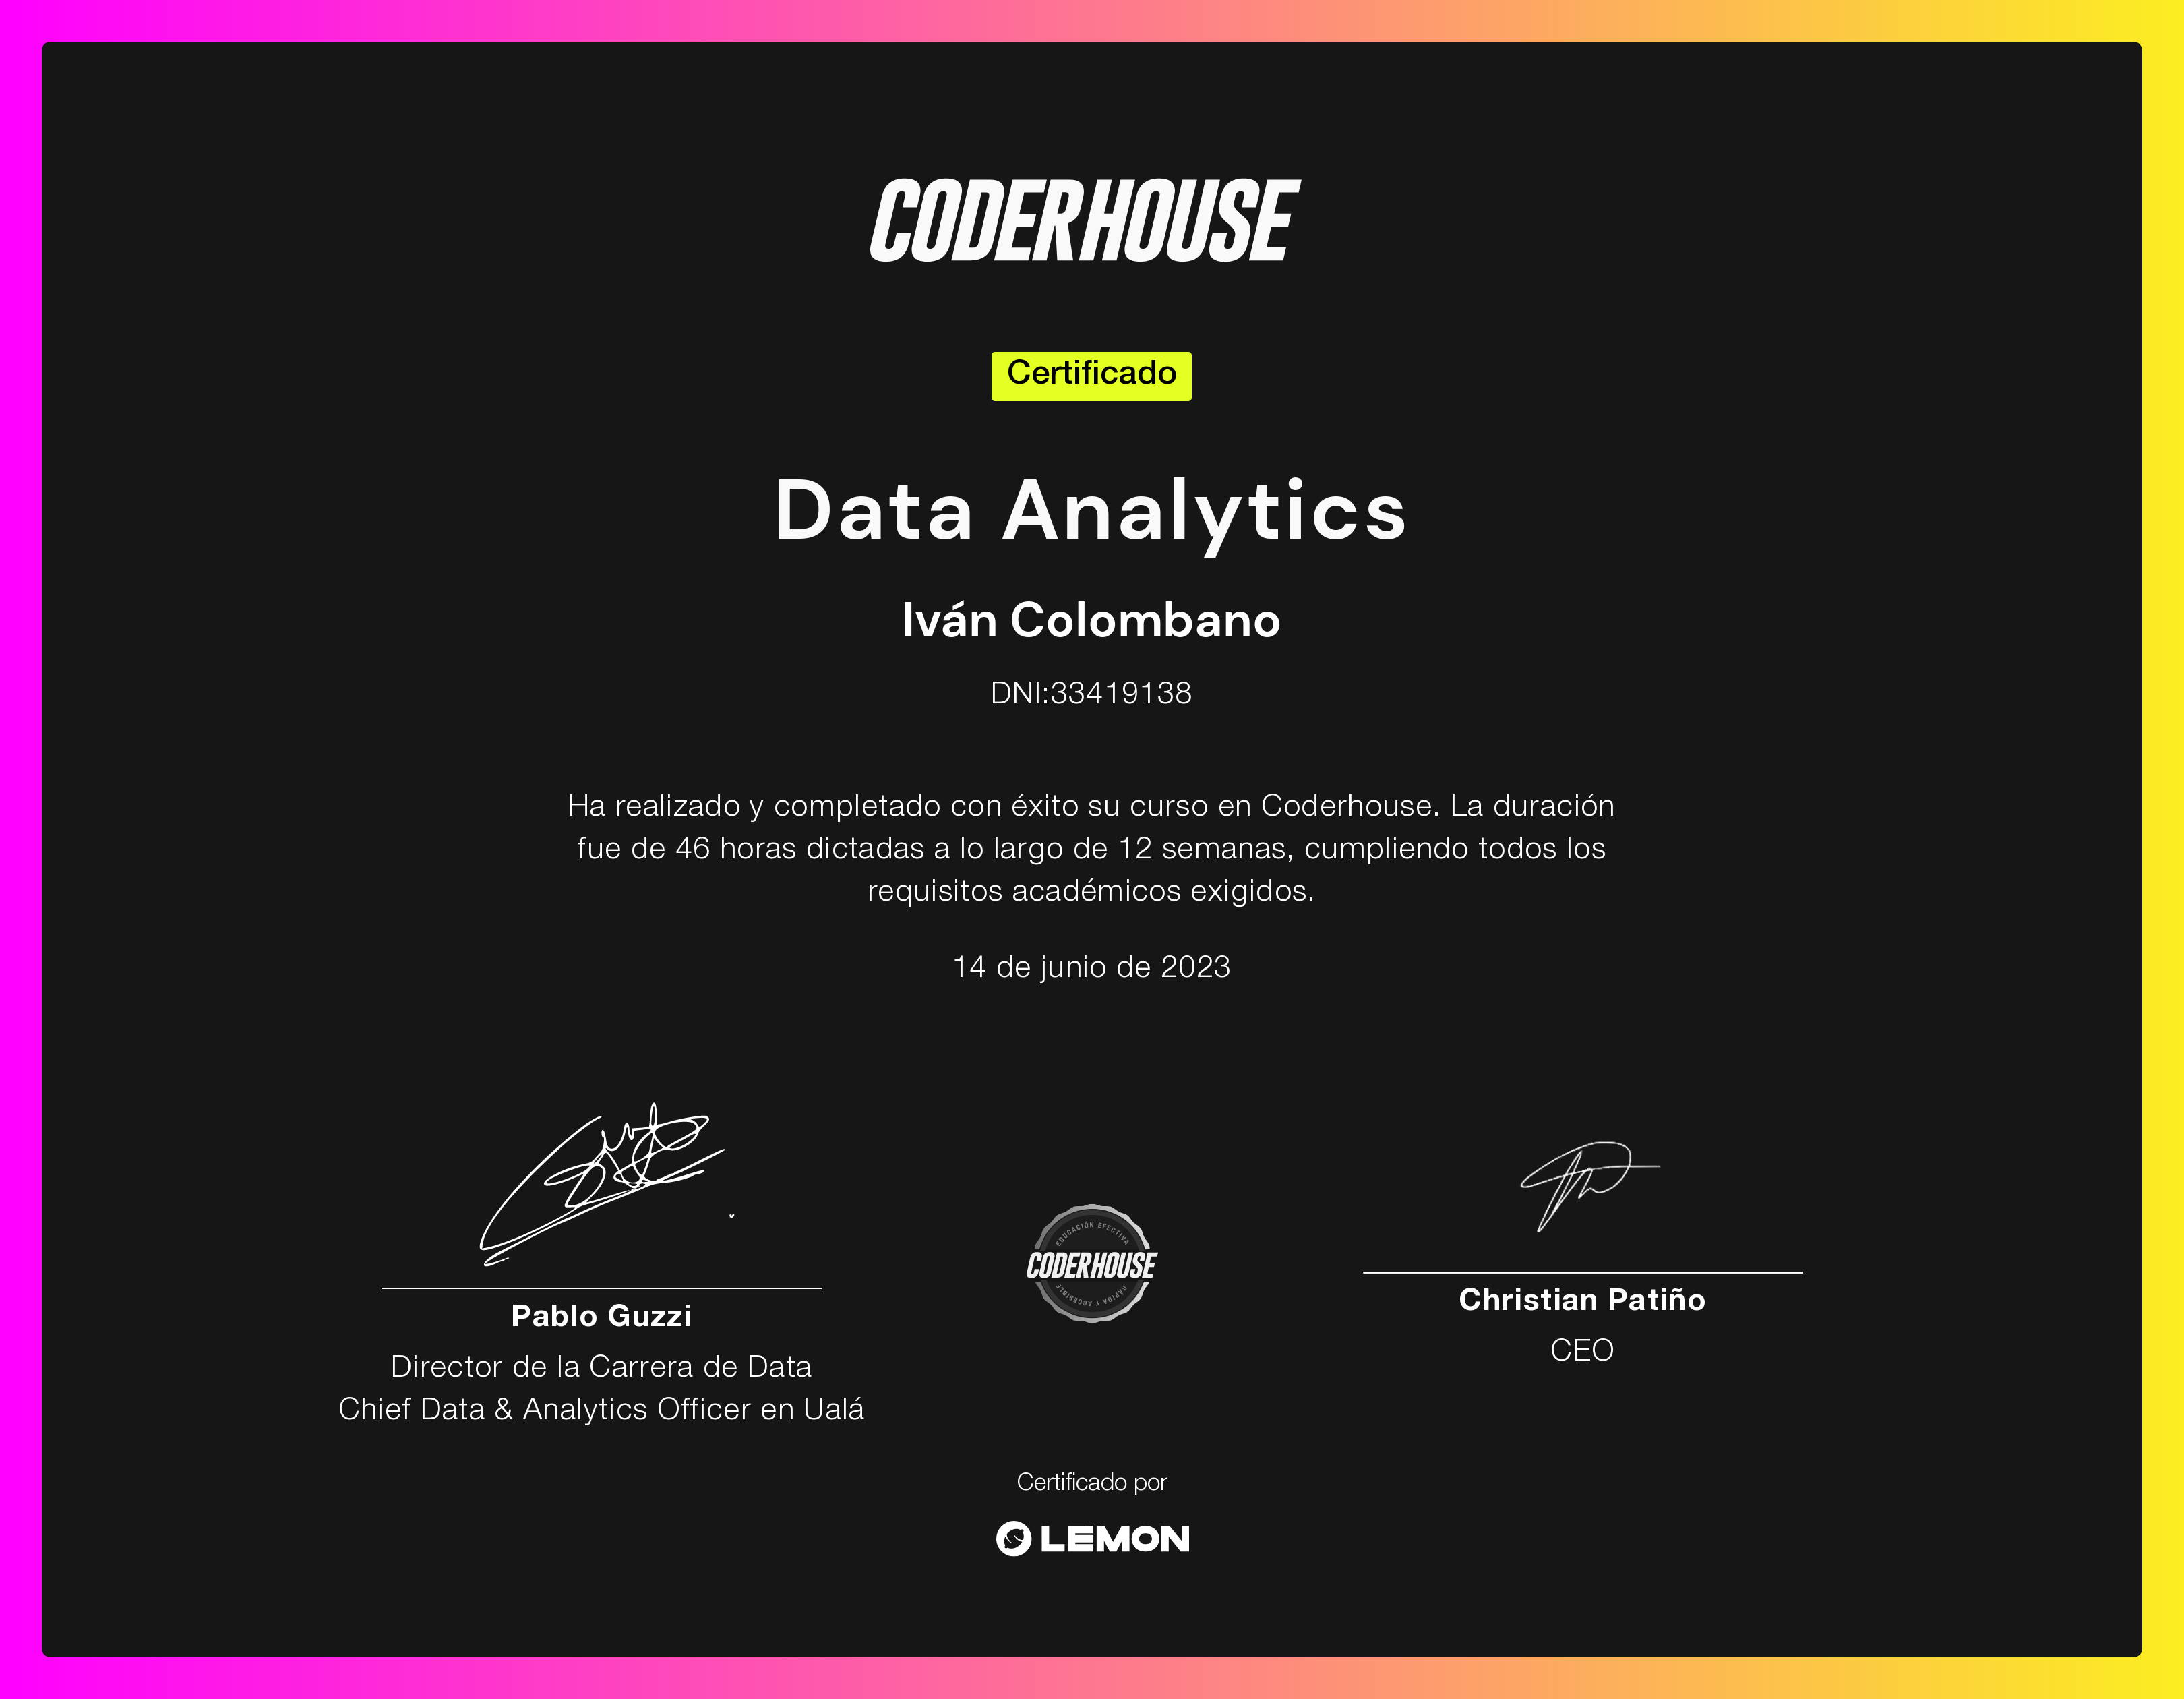 CODERHOUSE
Certificado
Data Analytics
Iván Colombano
DNI:33419138
Ha realizado y completado con éxito su curso en Coderhouse. La duración
fue de 46 horas dictadas a lo largo de 12 semanas, cumpliendo todos los
requisitos académicos exigidos.
14 de junio de 2023
EDUCACIÓN EFECTIVA
CODERHOUSE
RÁPIDA Y ACCESIBLE
Pablo Guzzi
Director de la Carrera de Data
Chief Data & Analytics Officer en Ualá
Christian Patiño
CEO
Certificado por
LEMON